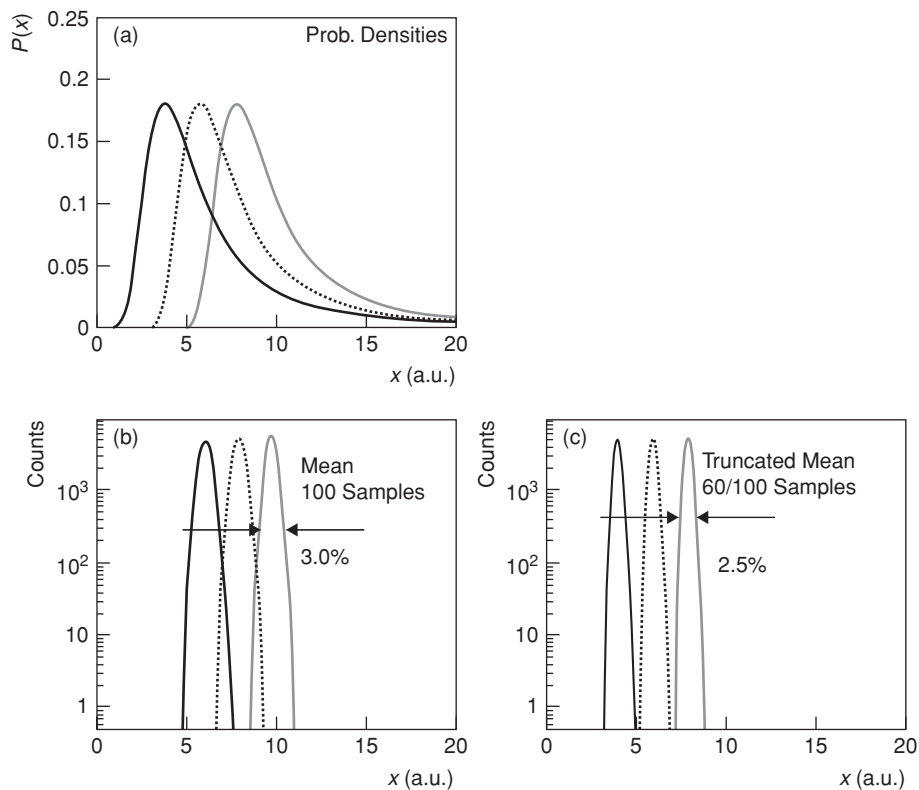 P(x)
0.25
(a)
Prob. Densities
0.2
0.15
0.1
0.05
0
0
5
10
15
20
x (a.u.)
Counts
(b)
10³
Mean
100 Samples
3.0%
10²
10
1
0
5
10
15
20
x (a.u.)
Counts
(c)
10³
Truncated Mean
60/100 Samples
2.5%
10²
10
1
0
5
10
15
20
x (a.u.)